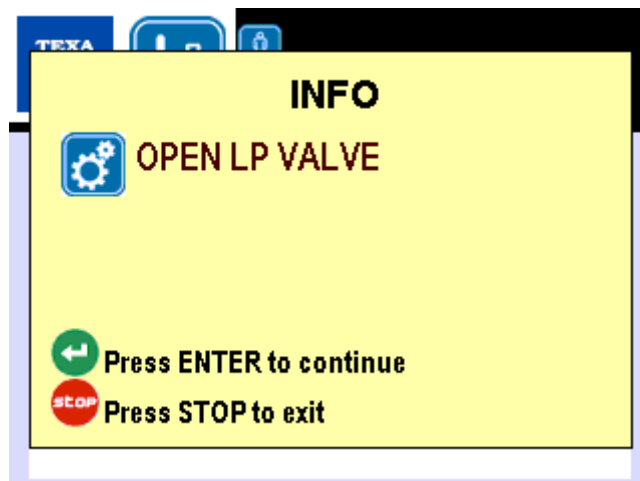 TEXA
INFO
OPEN LP VALVE
Press ENTER to continue
STOP
Press STOP to exit